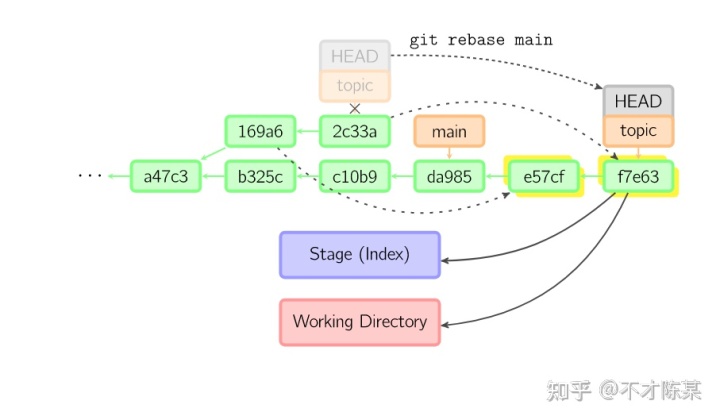 git rebase main
HEAD
topic
HEAD
topic
169a6
2c33a
main
... a47c3 b325c c10b9 da985 e57cf f7e63
Stage (Index)
Working Directory
知乎 @不才陈某